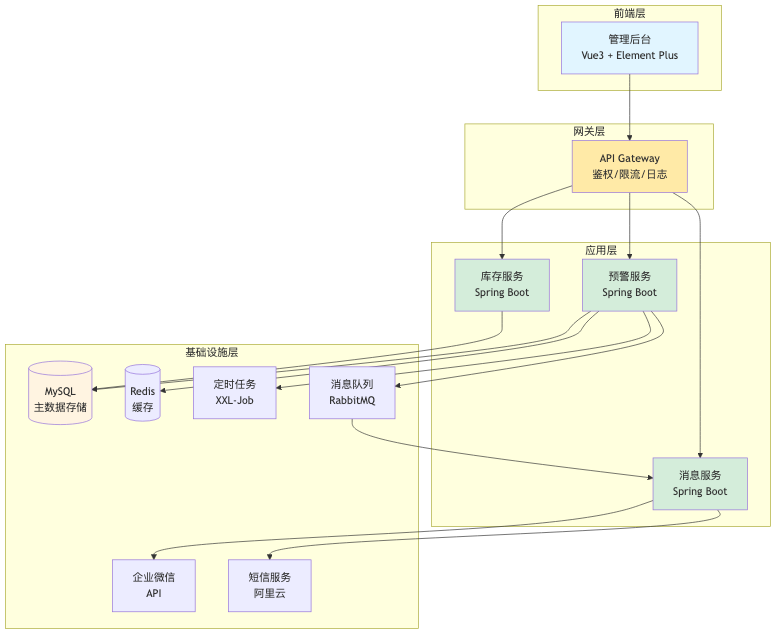 前端层
管理后台
Vue3 + Element Plus
网关层
API Gateway
鉴权/限流/日志
应用层
库存服务
Spring Boot
预警服务
Spring Boot
基础设施层
MySQL
主数据存储
Redis
缓存
定时任务
XXL-Job
消息队列
RabbitMQ
消息服务
Spring Boot
企业微信
API
短信服务
阿里云